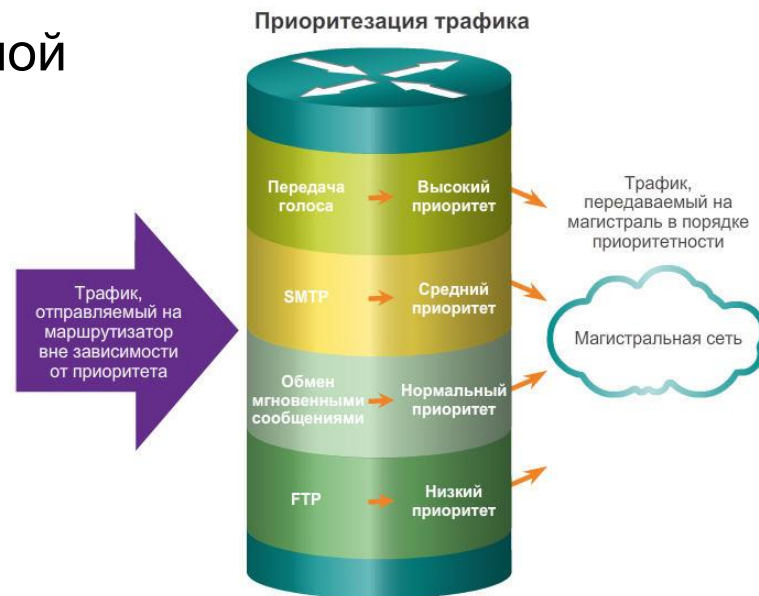 Приоритезация трафика
ной
Передача
голоса
Высокий
приоритет
Трафик,
передаваемый на
магистраль в порядке
приоритетности
Трафик,
отправляемый на
маршрутизатор
вне зависимости
от приоритета
SMTP
Средний
приоритет
Магистральная сеть
Обмен
мгновенными
сообщениями
Нормальный
приоритет
FTP
Низкий
приоритет